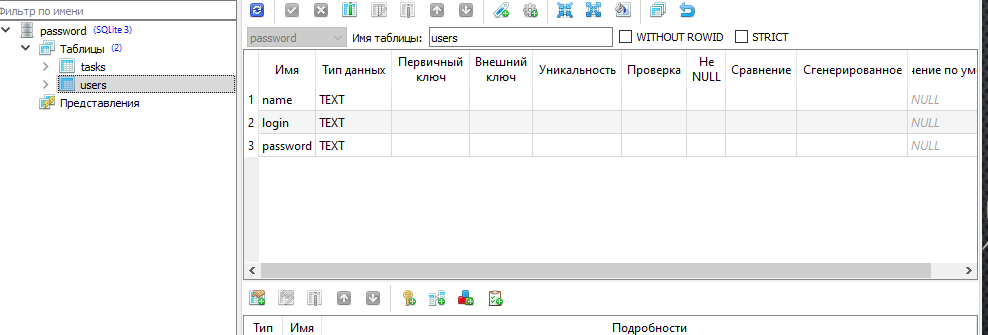 Фильтр по имени
password (SQLite 3)
Таблицы (2)
tasks
users
Представления
password Имя таблицы: users WITHOUT ROWID STRICT
Имя Тип данных Первичный ключ Внешний ключ Уникальность Проверка Не NULL Сравнение Сгенерированное чение по умо
1 name TEXT NULL
2 login TEXT NULL
3 password TEXT NULL
Тип Имя Подробности